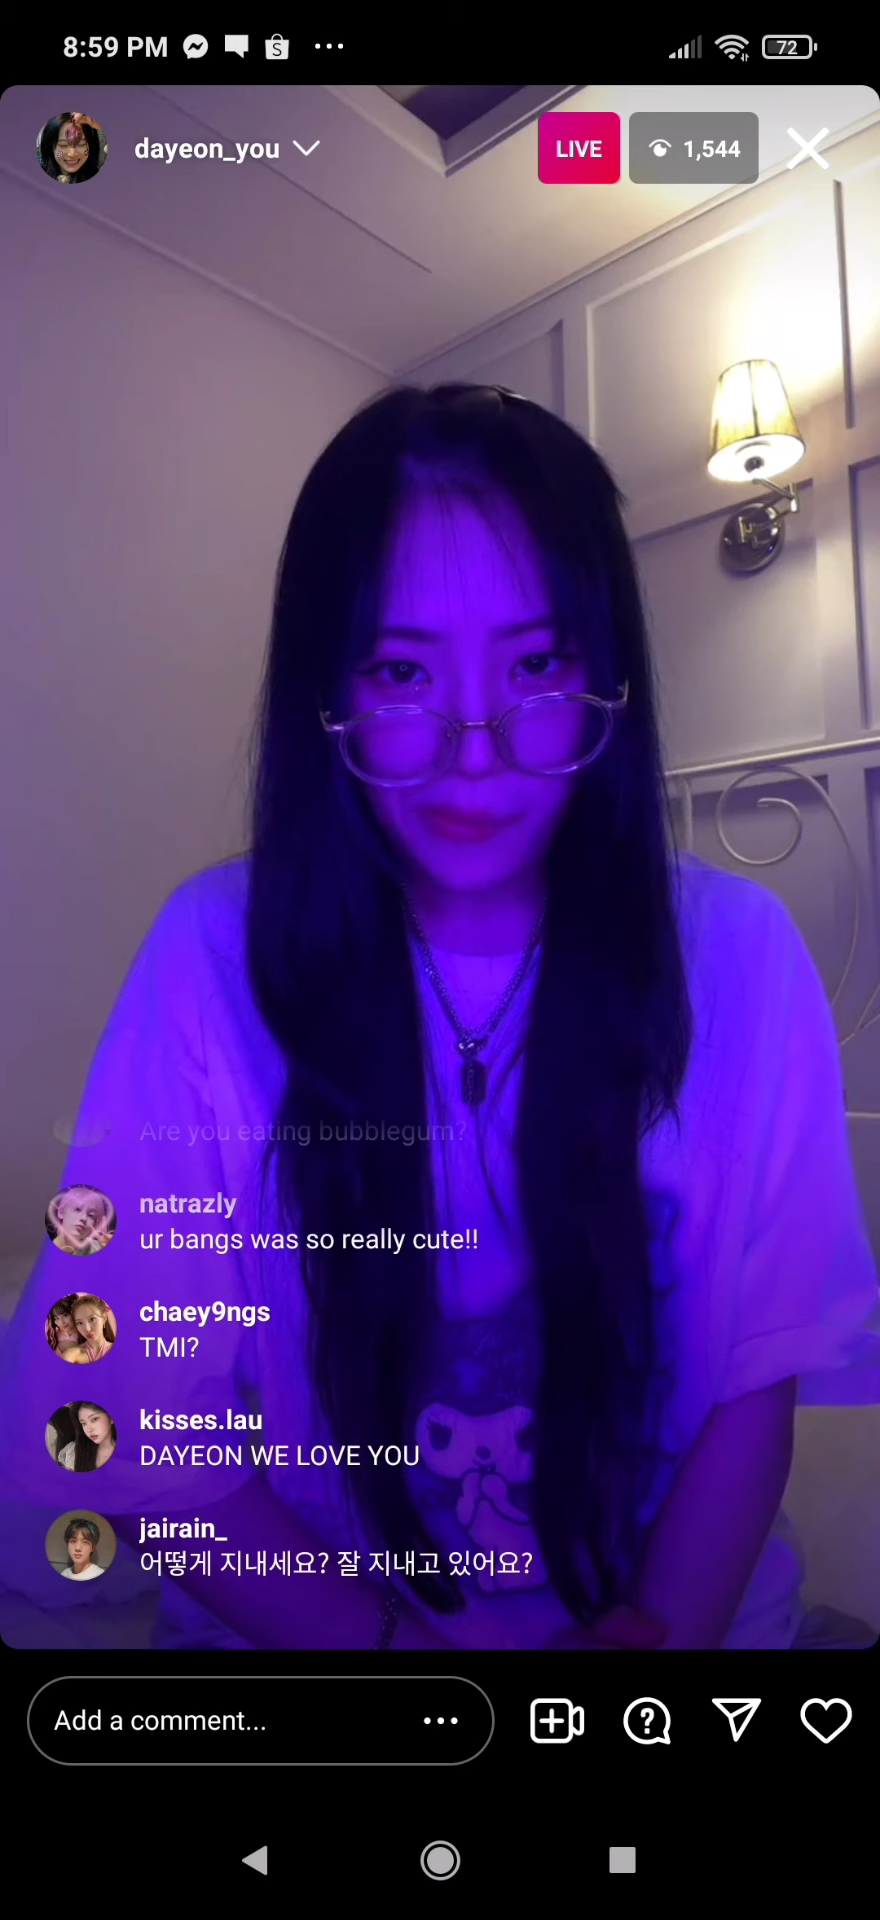 8:59 PM
72
dayeon_you
LIVE
1,544
Are you eating bubblegum?
natrazly
ur bangs was so really cute!!
chaey9ngs
TMI?
kisses.lau
DAYEON WE LOVE YOU
jairain_
어떻게 지내세요? 잘 지내고 있어요?
Add a comment...